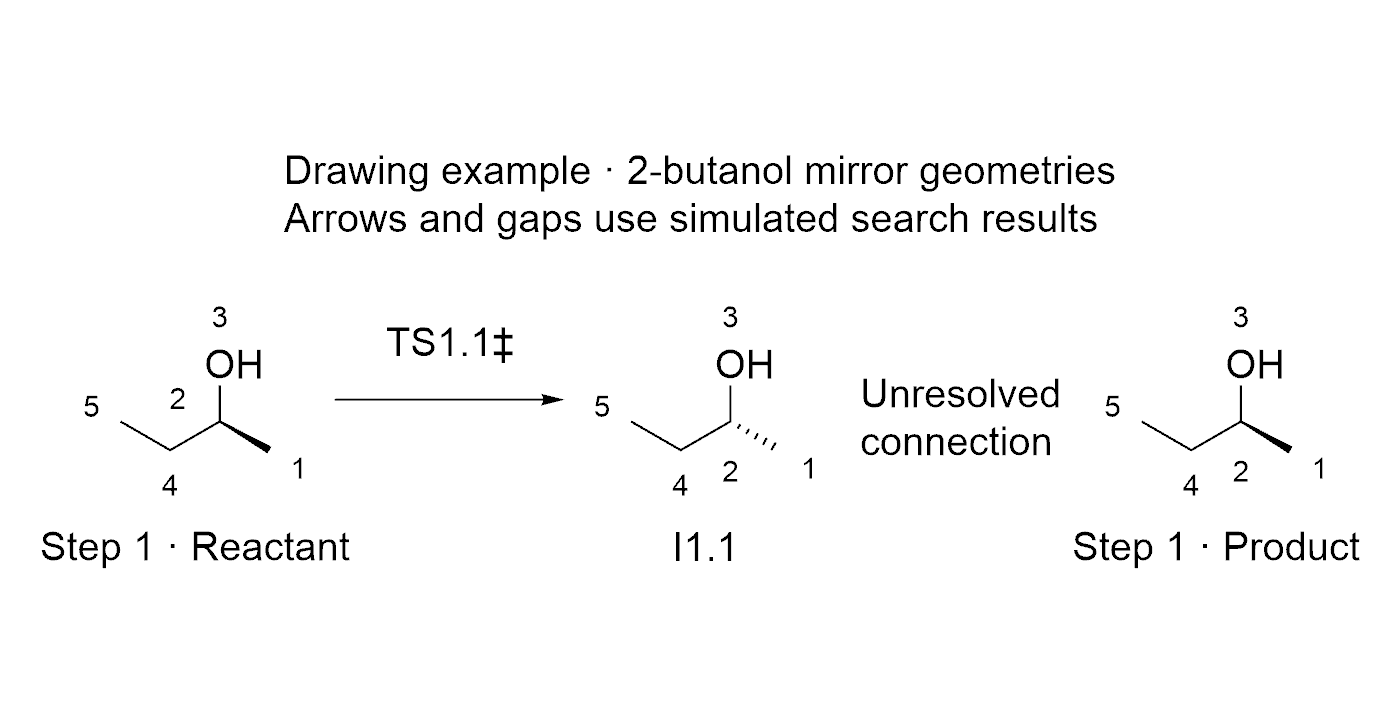 Drawing example · 2-butanol mirror geometries
Arrows and gaps use simulated search results
3
OH
2
5
4
1
Step 1 · Reactant
TS1.1‡
3
OH
5
4
2
1
I1.1
Unresolved
connection
3
OH
5
4
2
1
Step 1 · Product